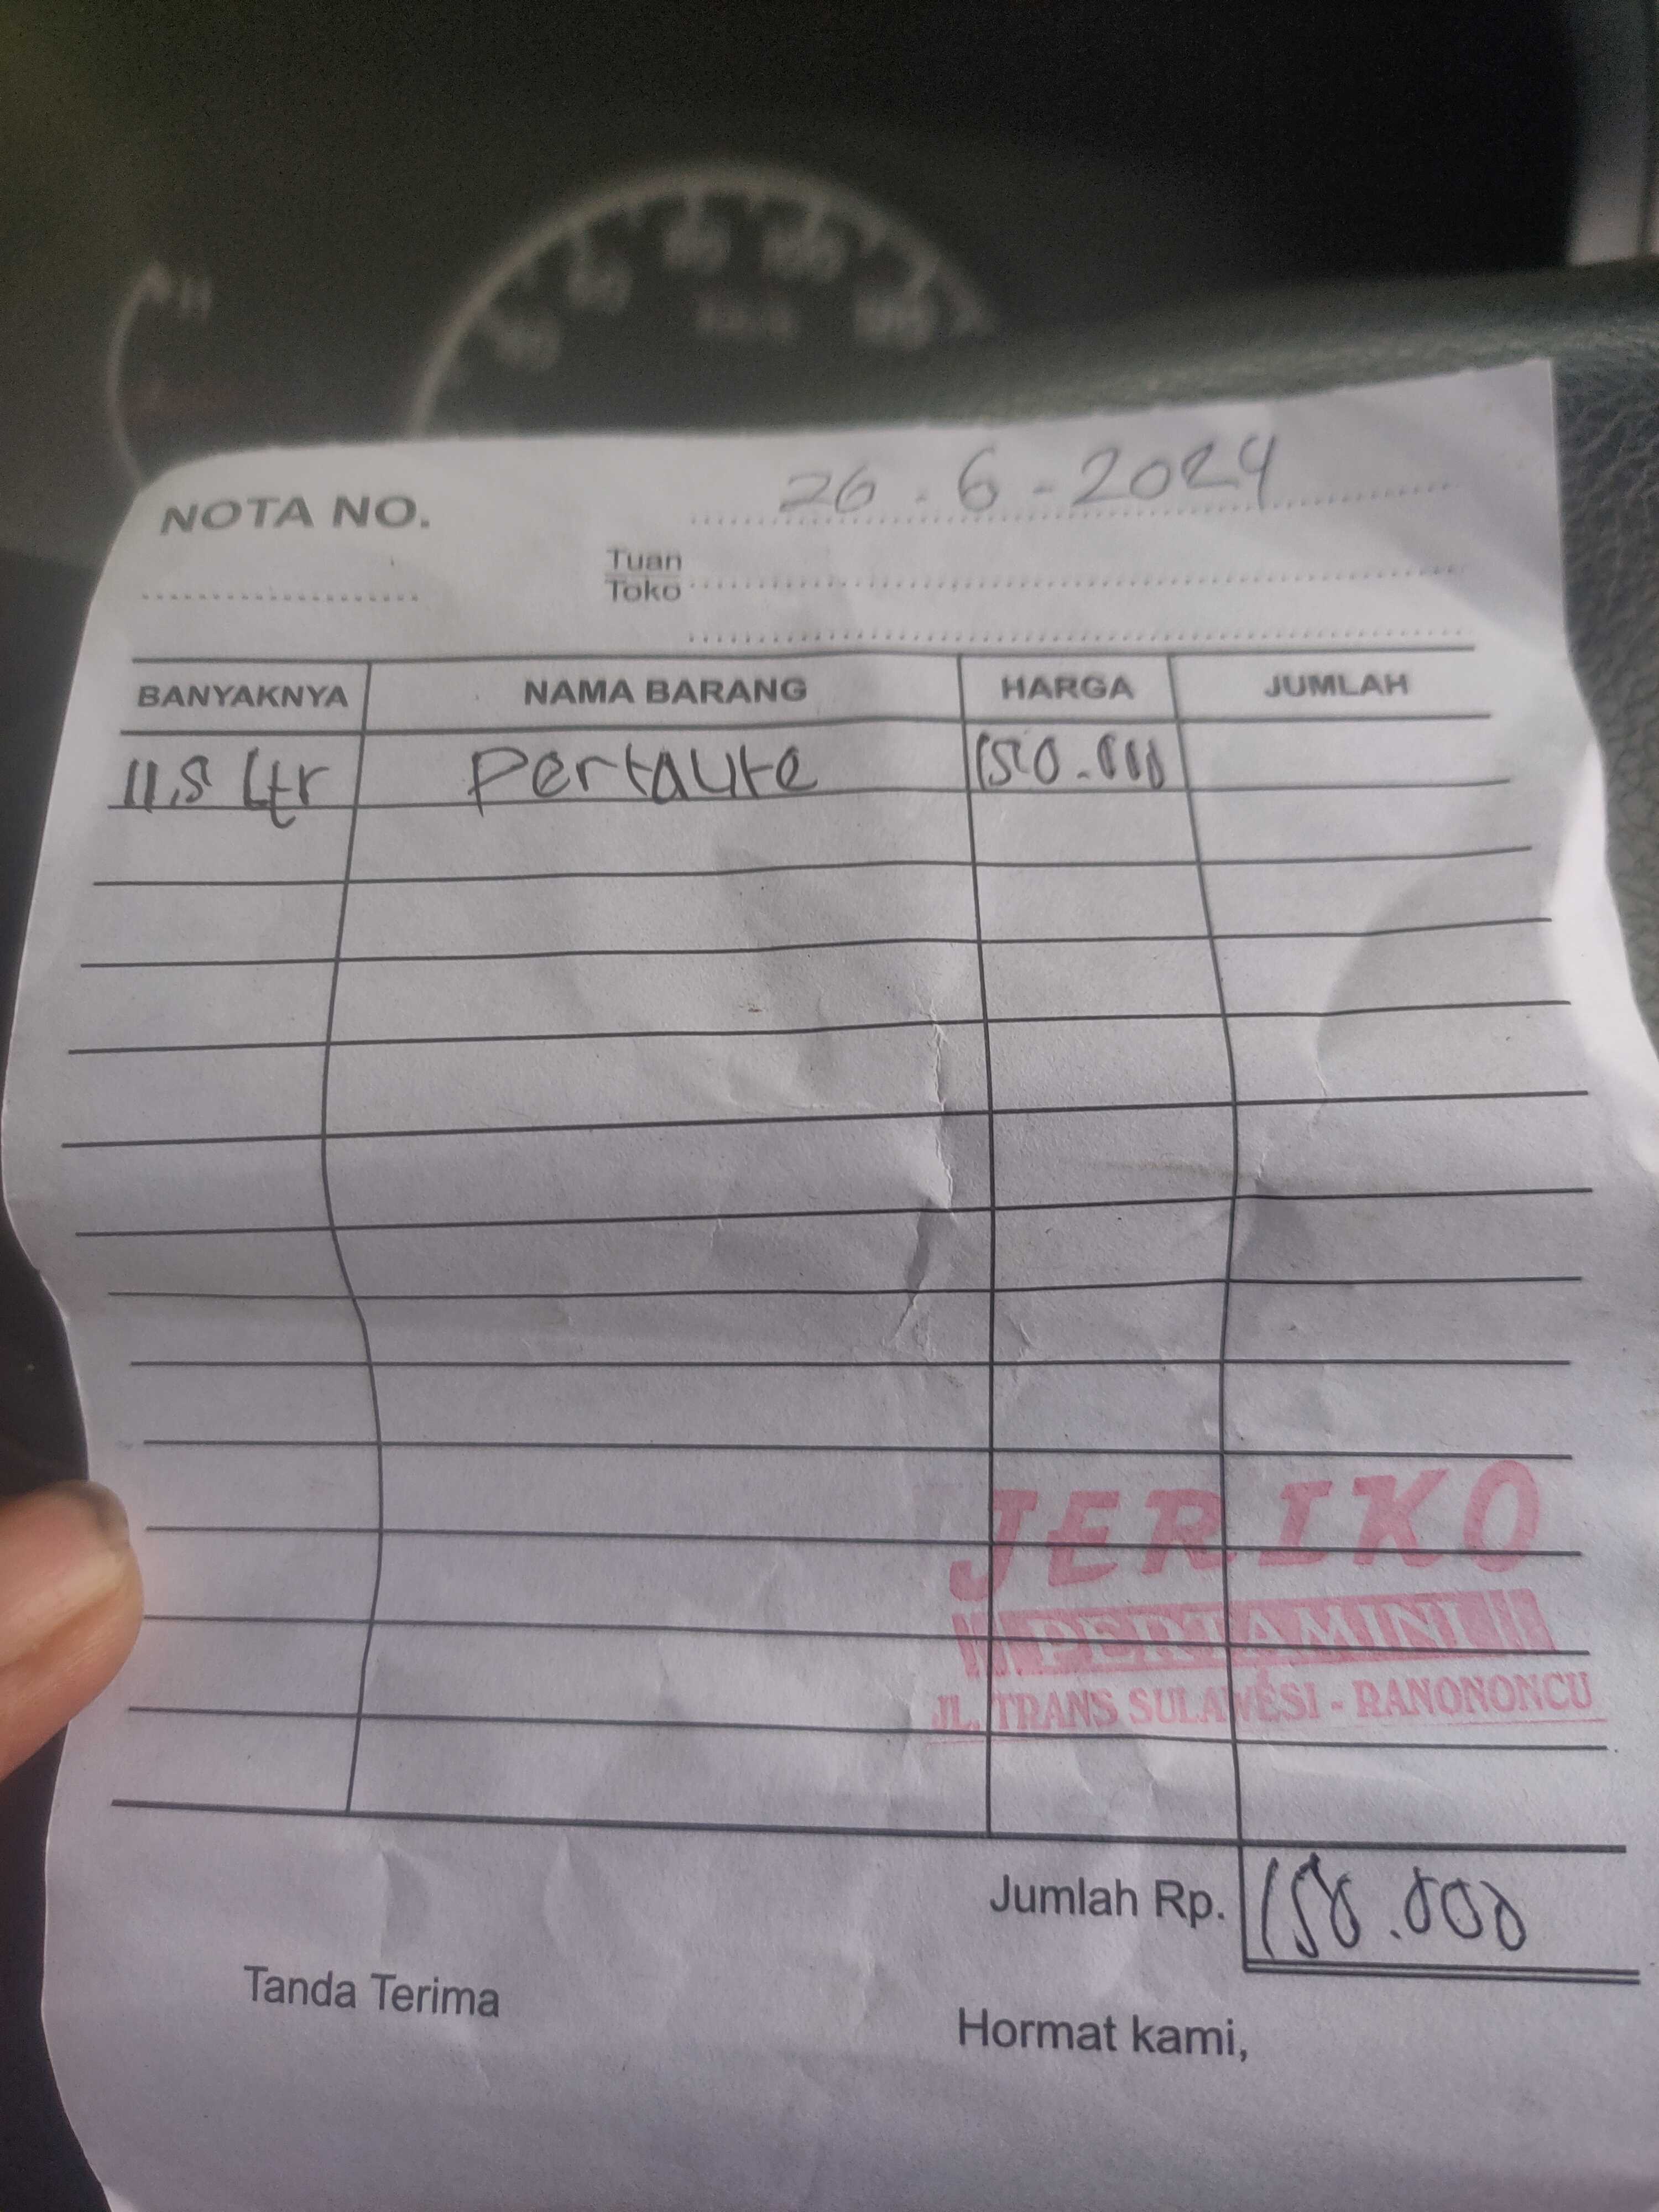 NOTA NO.
26 - 6 - 2024
Tuan
Toko
BANYAKNYA NAMA BARANG HARGA JUMLAH
11,5 Ltr Pertalite 150.000
JERIKO
PERTAMINI
JL. TRANS SULAWESI - RANONONCU
Jumlah Rp. 150.000
Tanda Terima
Hormat kami,